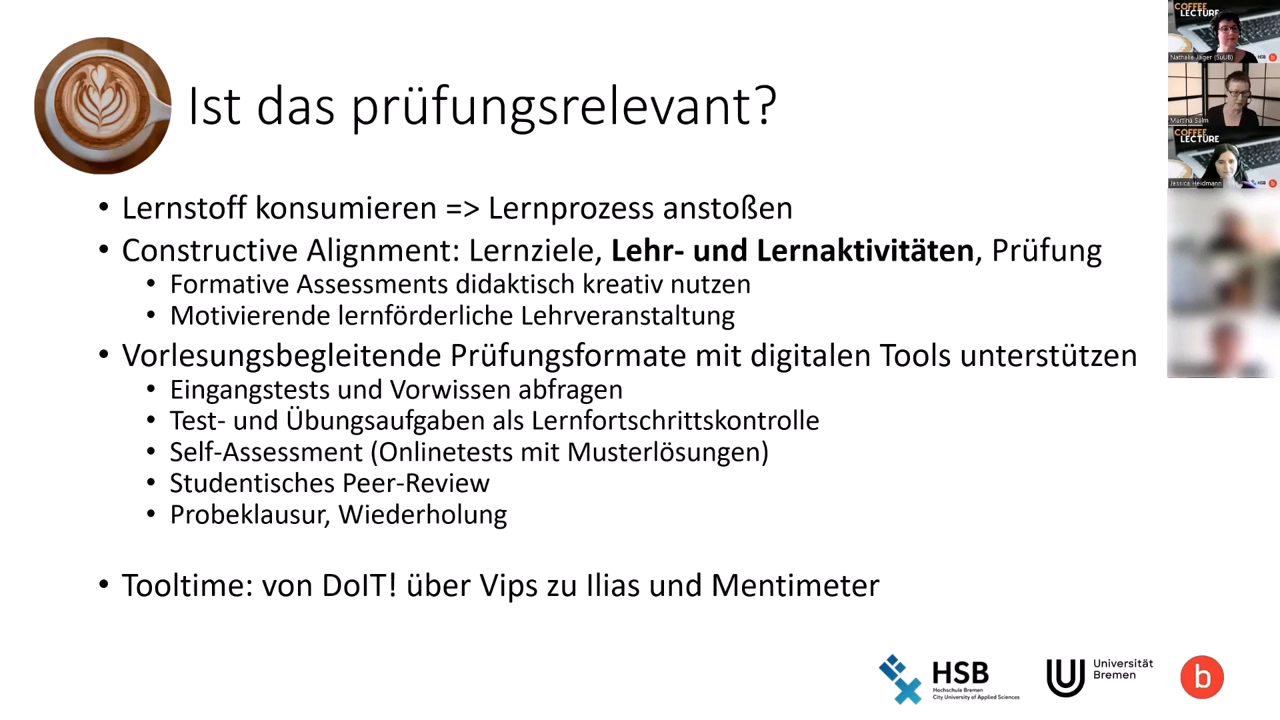 Ist das prüfungsrelevant?
• Lernstoff konsumieren => Lernprozess anstoßen
• Constructive Alignment: Lernziele, Lehr- und Lernaktivitäten, Prüfung
• Formative Assessments didaktisch kreativ nutzen
• Motivierende lernförderliche Lehrveranstaltung
• Vorlesungsbegleitende Prüfungsformate mit digitalen Tools unterstützen
• Eingangstests und Vorwissen abfragen
• Test- und Übungsaufgaben als Lernfortschrittskontrolle
• Self-Assessment (Onlinetests mit Musterlösungen)
• Studentisches Peer-Review
• Probeklausur, Wiederholung
• Tooltime: von DoIT! über Vips zu Ilias und Mentimeter
HSB
Hochschule Bremen
City University of Applied Sciences
Universität
Bremen
b
COFFEE
LECTURE
Nathalie Jäger (SuUB)
Martina Salm
COFFEE
LECTURE
Jessica Heidmann